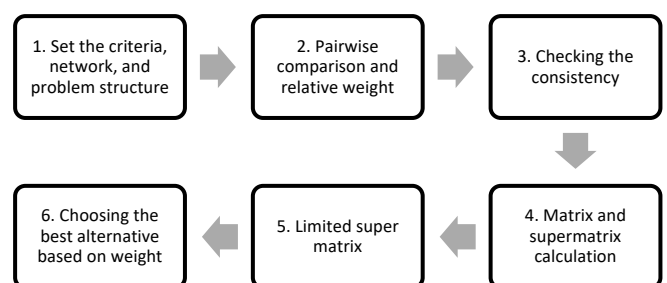 1. Set the criteria,
network, and
problem structure
2. Pairwise
comparison and
relative weight
3. Checking the
consistency
4. Matrix and
supermatrix
calculation
5. Limited super
matrix
6. Choosing the
best alternative
based on weight